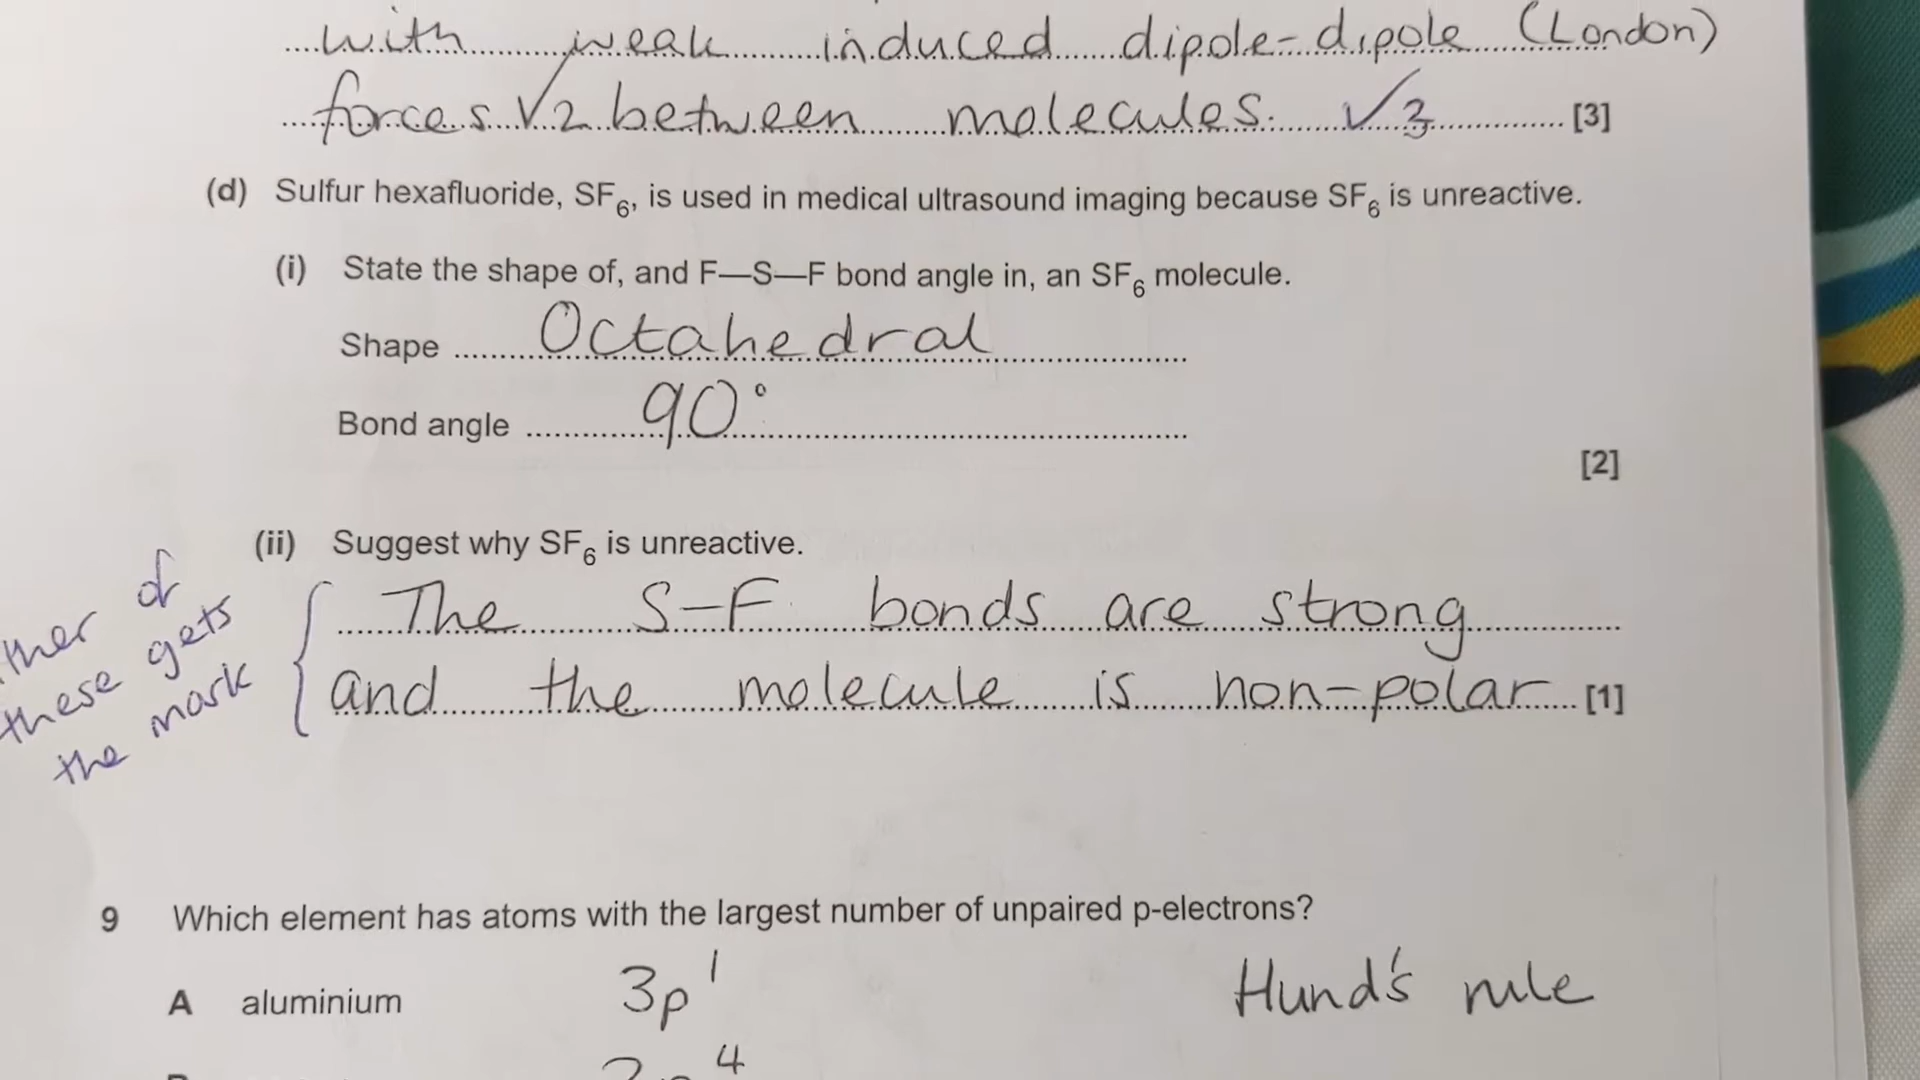 with weak induced dipole-dipole (London)
forces √2 between molecules. √3 [3]
(d) Sulfur hexafluoride, SF₆, is used in medical ultrasound imaging because SF₆ is unreactive.
(i) State the shape of, and F—S—F bond angle in, an SF₆ molecule.
Shape Octahedral
Bond angle 90°
[2]
(ii) Suggest why SF₆ is unreactive.
The S-F bonds are strong
and the molecule is non-polar [1]
of
these gets
the mark
9 Which element has atoms with the largest number of unpaired p-electrons?
A aluminium 3p¹ Hund's rule